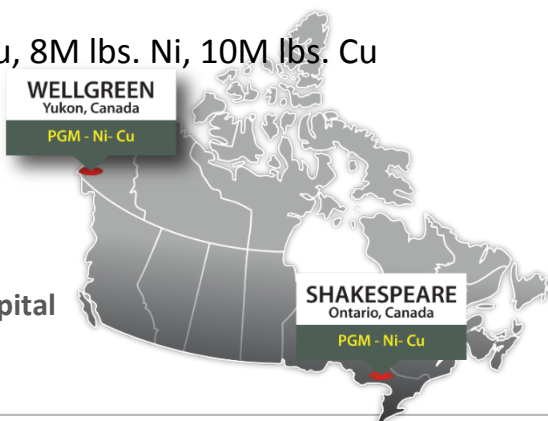 u, 8M lbs. Ni, 10M lbs. Cu
WELLGREEN
Yukon, Canada
PGM - Ni- Cu
pital
SHAKESPEARE
Ontario, Canada
PGM - Ni- Cu